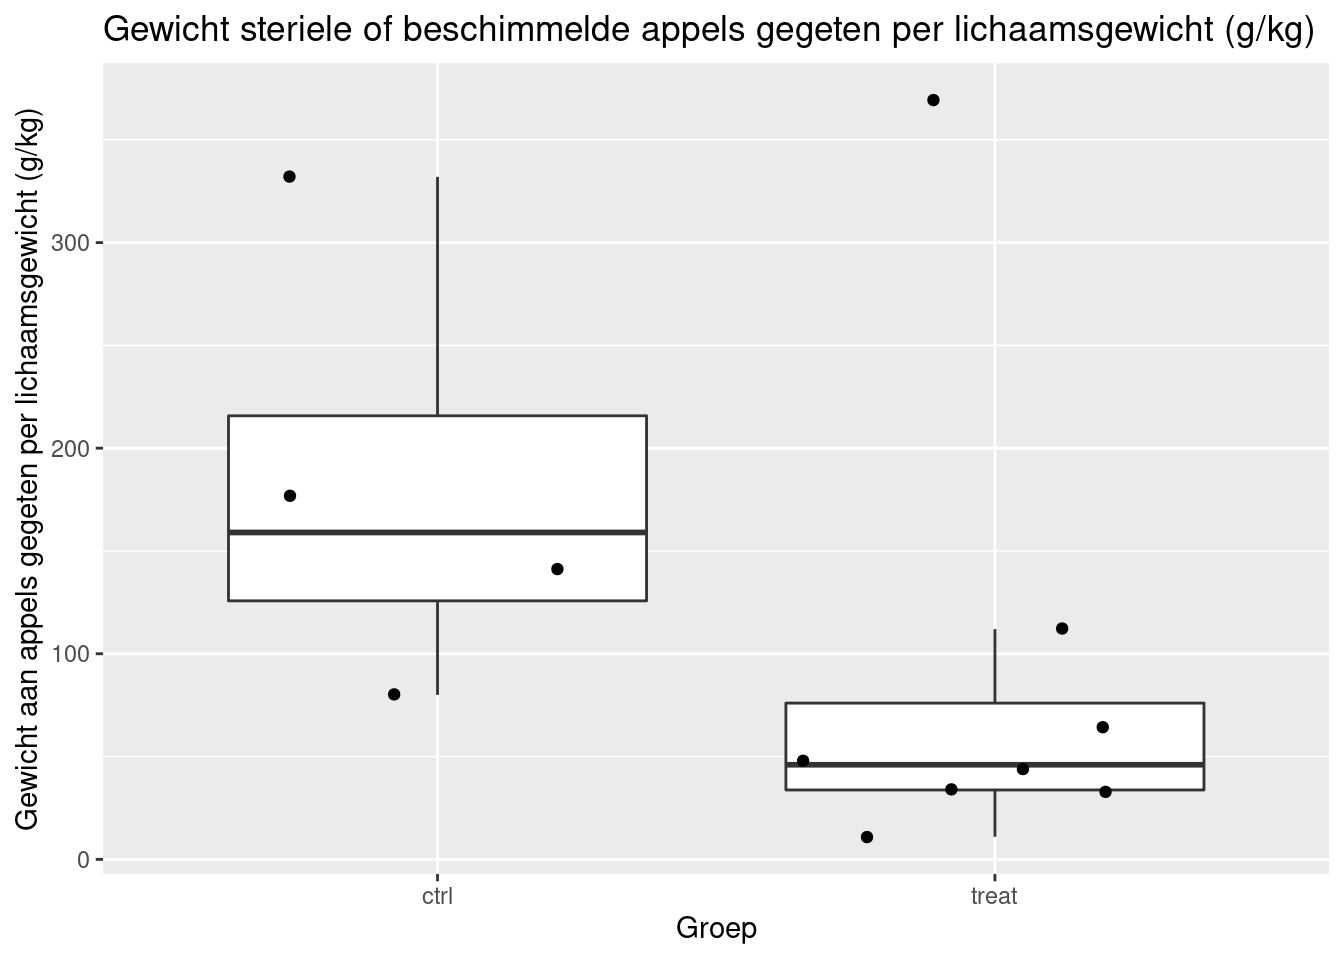 Gewicht steriele of beschimmelde appels gegeten per lichaamsgewicht (g/kg)
Gewicht aan appels gegeten per lichaamsgewicht (g/kg)
300
200
100
0
ctrl
treat
Groep